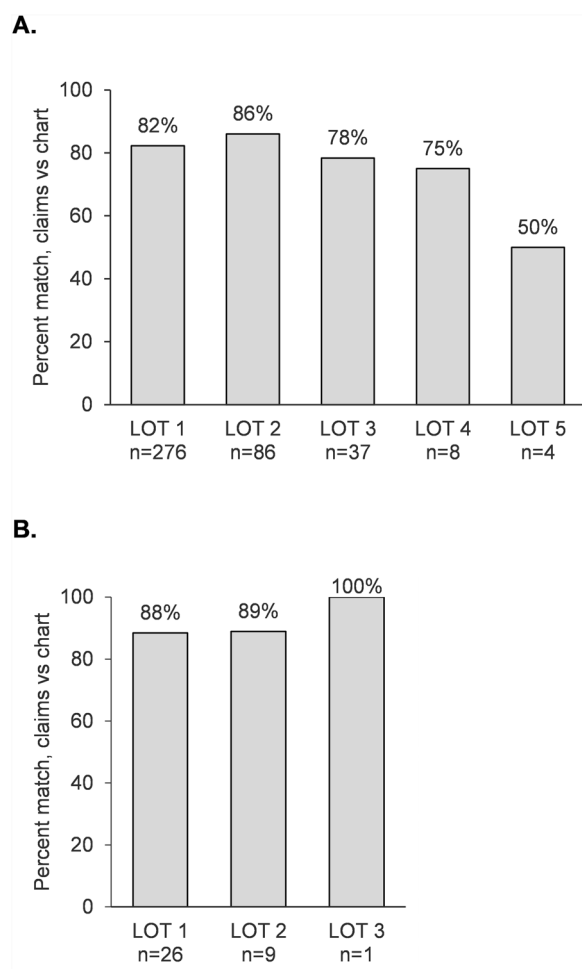 A.
Percent match, claims vs chart
100
80
60
40
20
0
82%
86%
78%
75%
50%
LOT 1 LOT 2 LOT 3 LOT 4 LOT 5
n=276 n=86 n=37 n=8 n=4
B.
Percent match, claims vs chart
100
80
60
40
20
0
88%
89%
100%
LOT 1 LOT 2 LOT 3
n=26 n=9 n=1